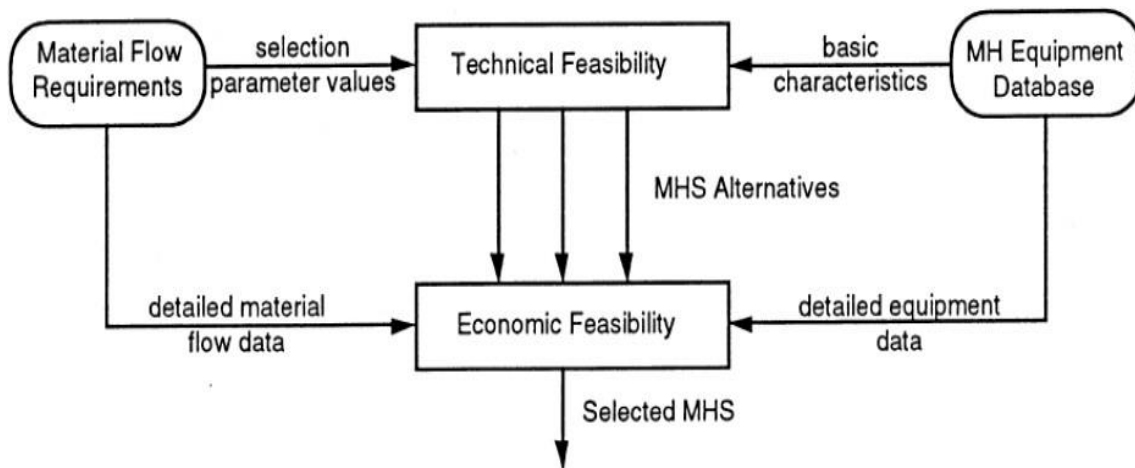 Material Flow
Requirements
selection
parameter values
Technical Feasibility
basic
characteristics
MH Equipment
Database
MHS Alternatives
detailed material
flow data
Economic Feasibility
detailed equipment
data
Selected MHS